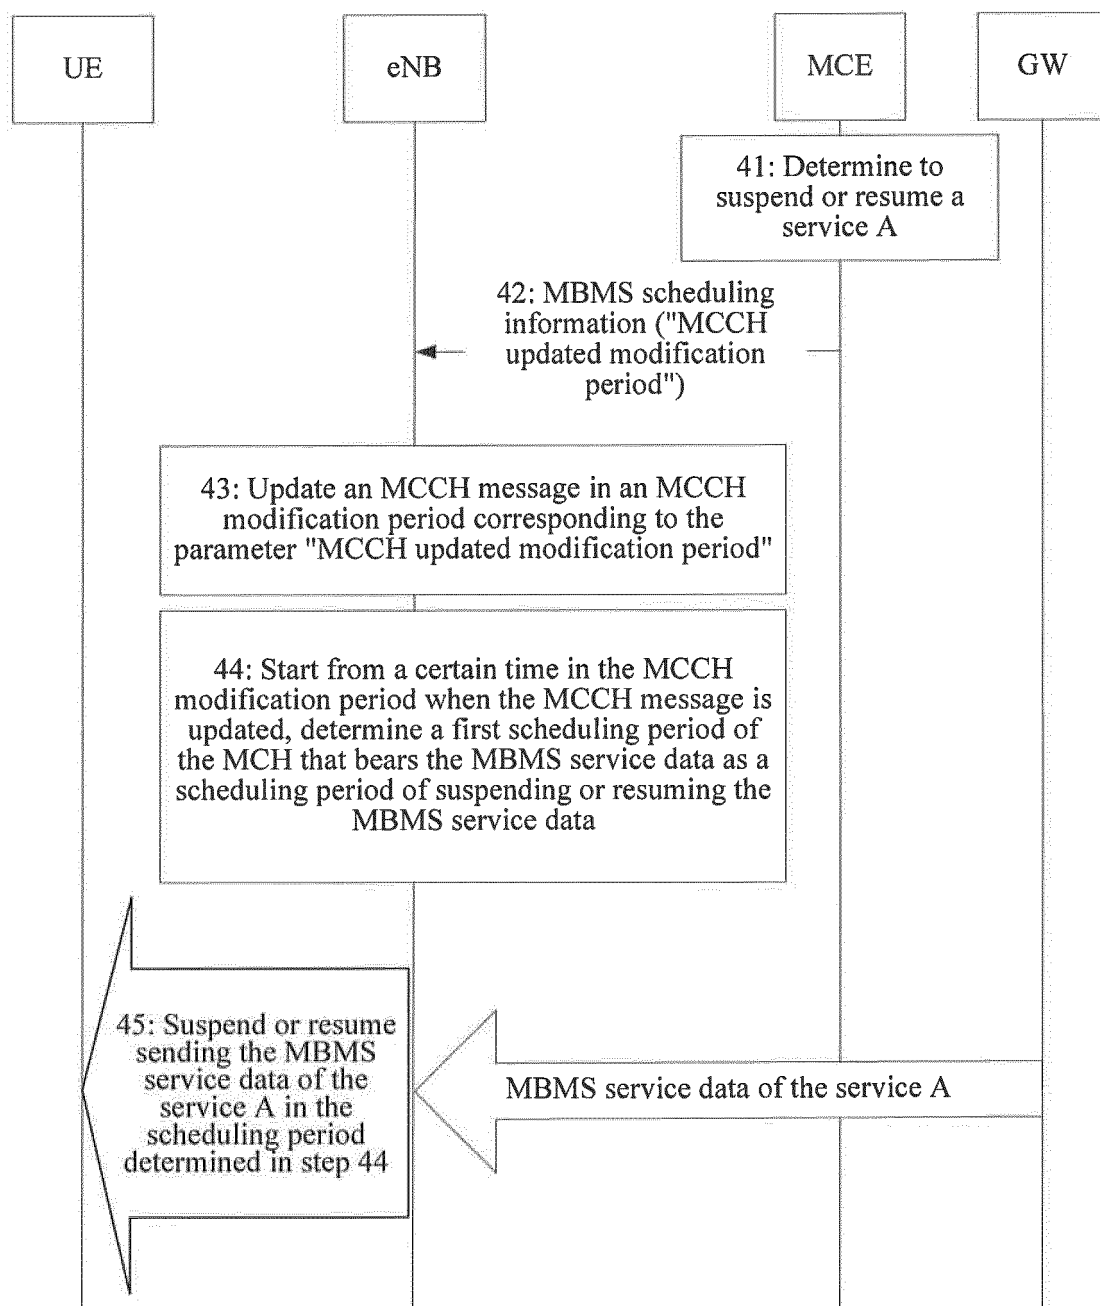 UE
eNB
MCE
GW
41: Determine to
suspend or resume a
service A
42: MBMS scheduling
information ("MCCH
updated modification
period")
43: Update an MCCH message in an MCCH
modification period corresponding to the
parameter "MCCH updated modification period"
44: Start from a certain time in the MCCH
modification period when the MCCH message is
updated, determine a first scheduling period of
the MCH that bears the MBMS service data as a
scheduling period of suspending or resuming the
MBMS service data
45: Suspend or resume
sending the MBMS
service data of the
service A in the
scheduling period
determined in step 44
MBMS service data of the service A